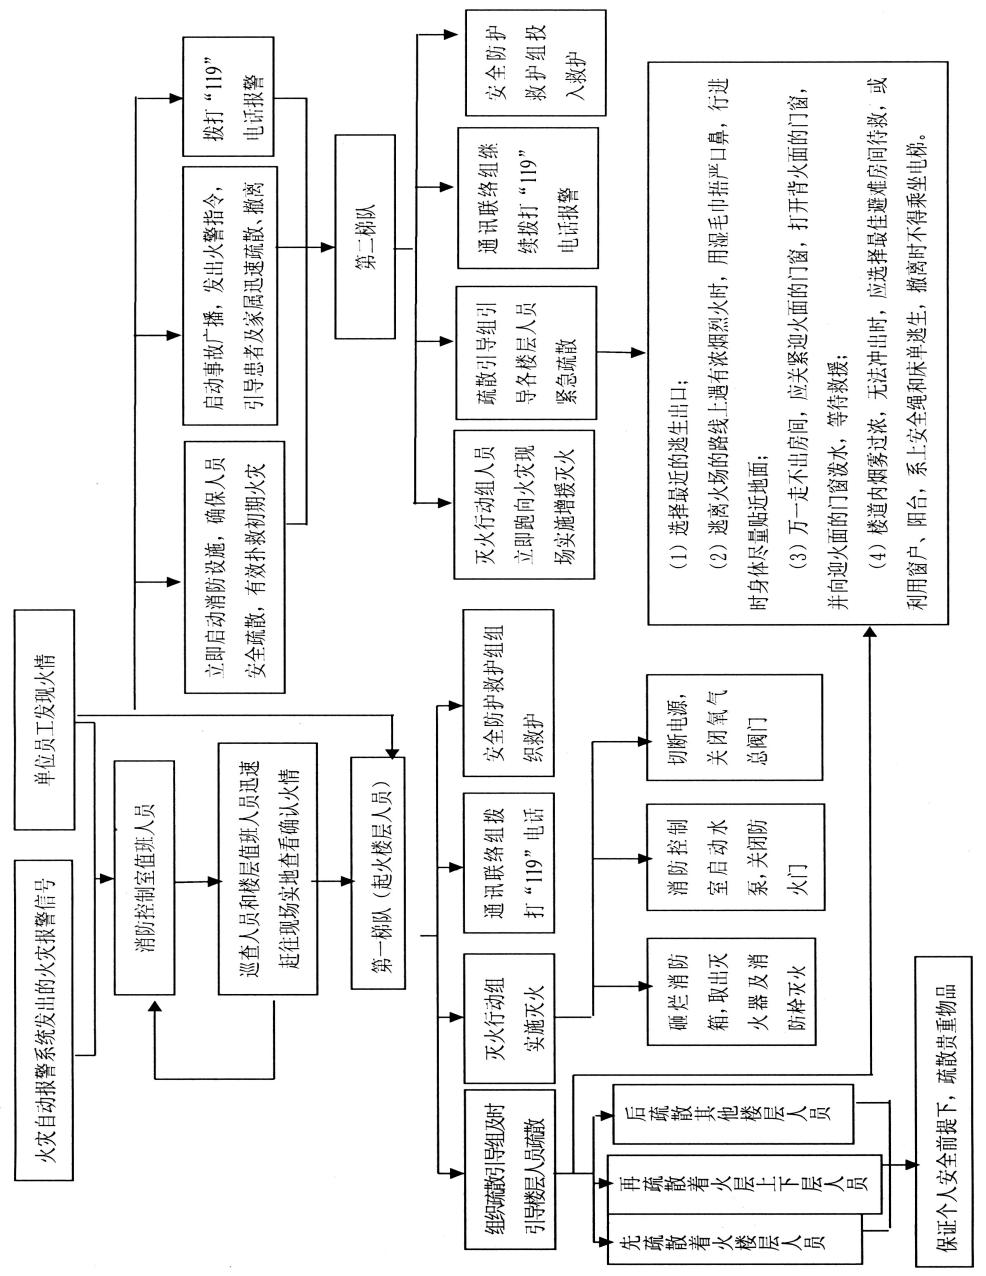 火灾自动报警系统发出的火灾报警信号
单位员工发现火情
消防控制室值班人员
巡查人员和楼层值班人员迅速
赶往现场实地查看确认火情
第一梯队（起火楼层人员）
立即启动消防设施，确保人员
安全疏散，有效扑救初期火灾
启动事故广播，发出火警指令，
引导患者及家属迅速疏散、撤离
拨打“119”
电话报警
第二梯队
组织疏散引导组及时
引导楼层人员疏散
灭火行动组
实施灭火
通讯联络组拨
打“119”电话
安全防护救护组组
织救护
灭火行动组人员
立即跑向火灾现
场实施增援灭火
疏散引导组引
导各楼层人员
紧急疏散
通讯联络组继
续拨打“119”
电话报警
安全防护
救护组投
入救护
先疏散着火楼层人员
再疏散着火层上下层人员
后疏散其他楼层人员
砸烂消防
箱，取出灭
火器及消
防栓灭火
消防控制
室启动水
泵，关闭防
火门
切断电源，
关闭氧气
总阀门
（1）选择最近的逃生出口；
（2）逃离火场的路线上遇有浓烟烈火时，用湿毛巾捂严口鼻，行进
时身体尽量贴近地面；
（3）万一走不出房间，应关紧迎火面的门窗，打开背火面的门窗，
并向迎火面的门窗泼水，等待救援；
（4）楼道内烟雾过浓，无法冲出时，应选择最佳避难房间待救，或
利用窗户、阳台，系上安全绳和床单逃生，撤离时不得乘坐电梯。
保证个人安全前提下，疏散贵重物品